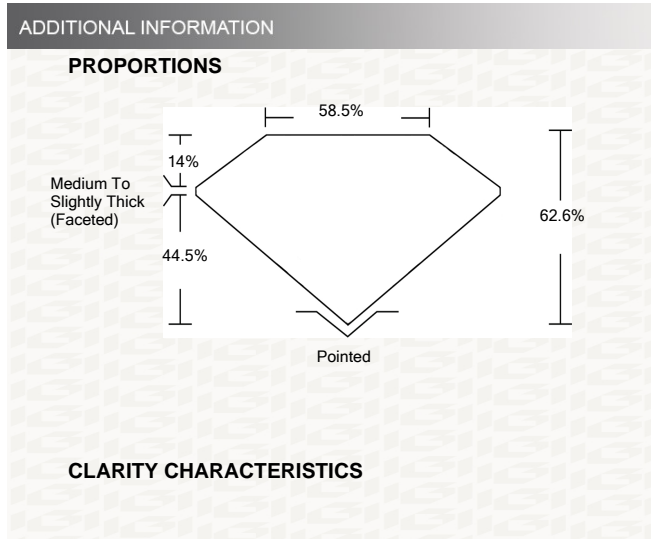 ADDITIONAL INFORMATION
PROPORTIONS
58.5%
14%
Medium To
Slightly Thick
(Faceted)
62.6%
44.5%
Pointed
CLARITY CHARACTERISTICS